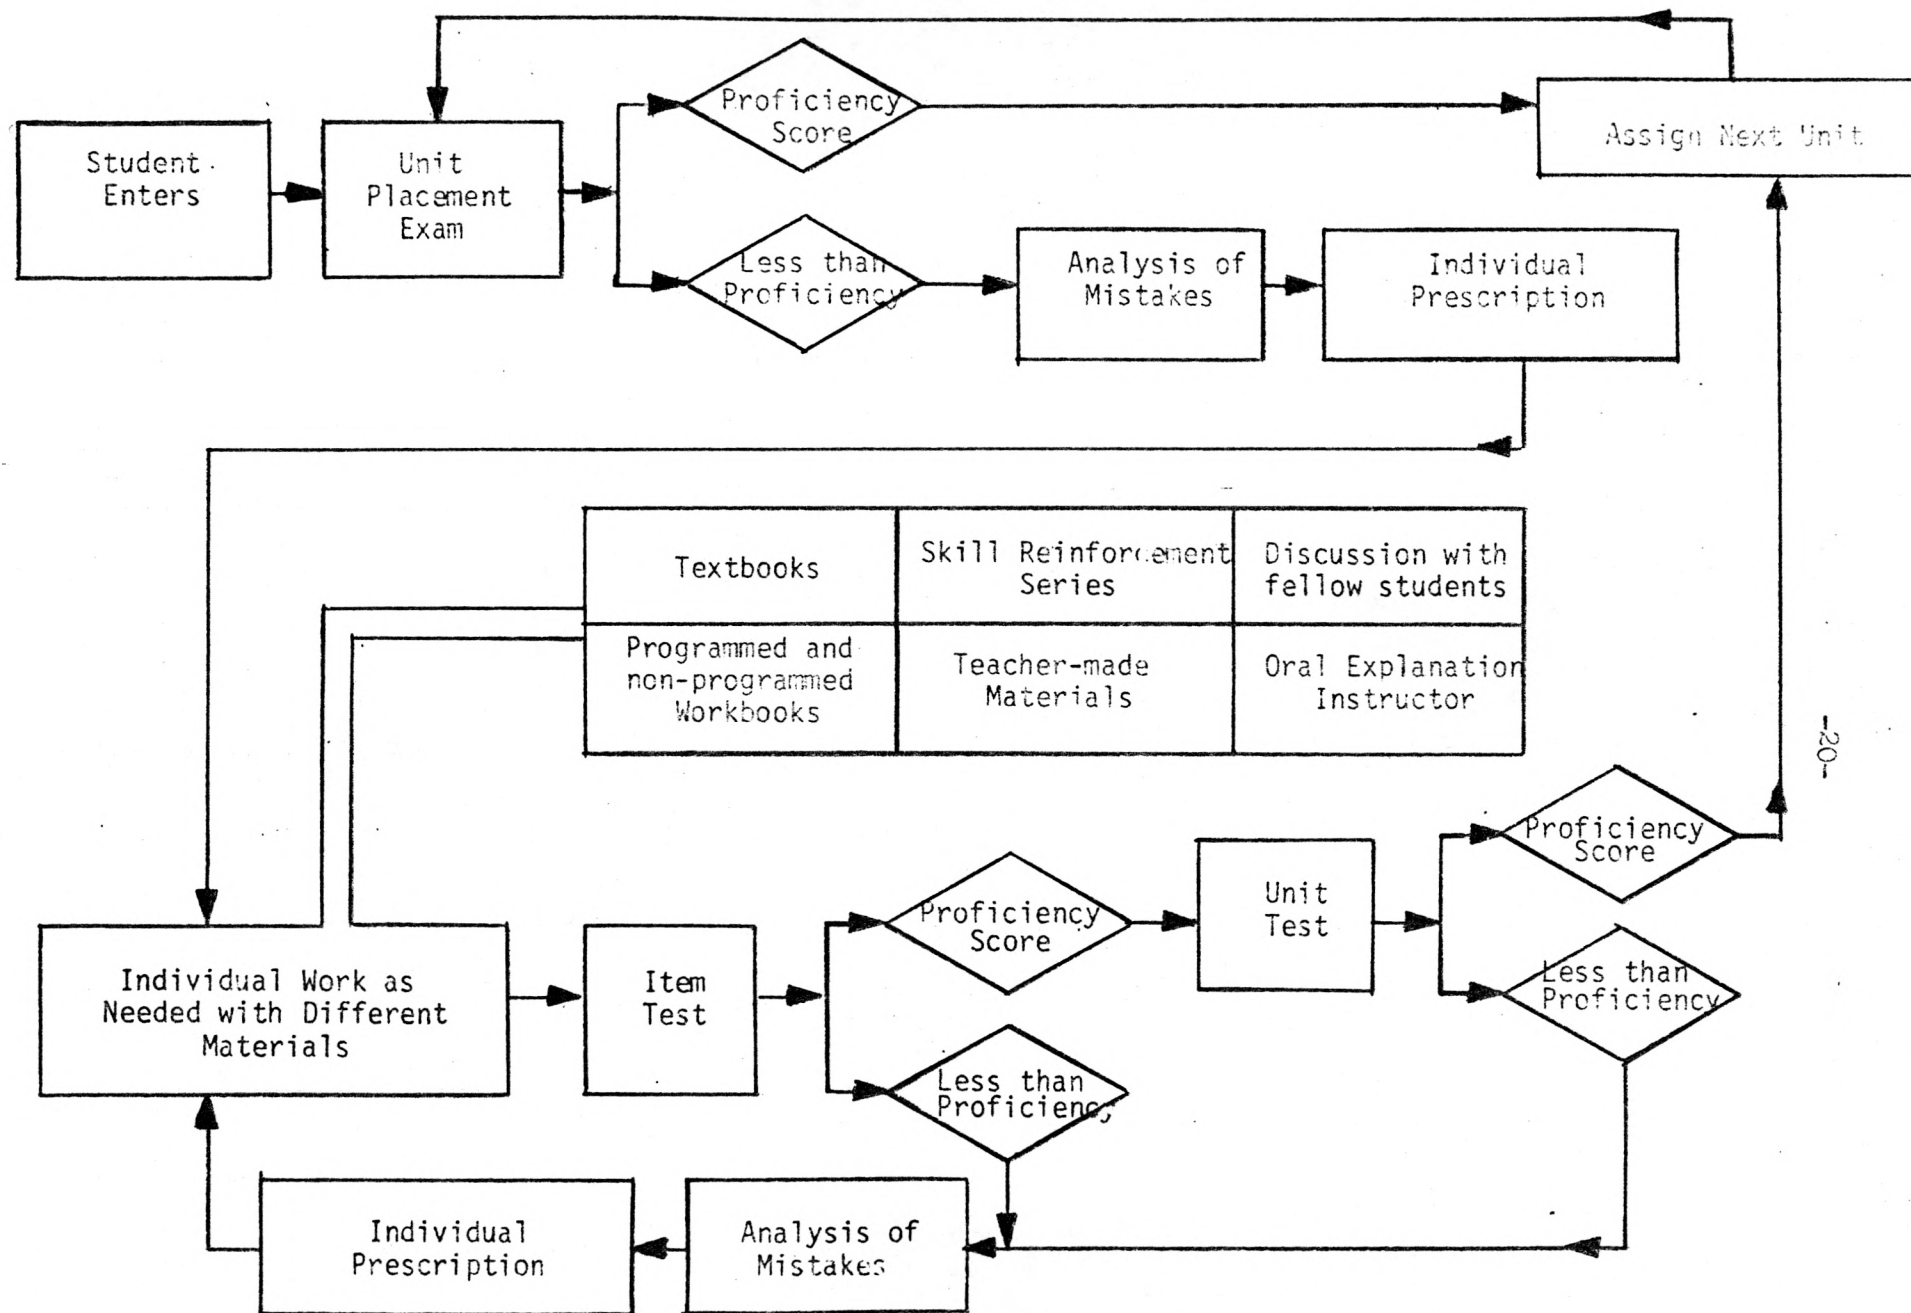 Proficiency
Score
Assign Next Unit
Student
Enters
Unit
Placement
Exam
Less than
Proficiency
Analysis of
Mistakes
Individual
Prescription
Textbooks
Skill Reinforcement
Series
Discussion with
fellow students
Programmed and
non-programmed
Workbooks
Teacher-made
Materials
Oral Explanation
Instructor
-20-
Proficiency
Score
Unit
Test
Proficiency
Score
Less than
Proficiency
Individual Work as
Needed with Different
Materials
Item
Test
Less than
Proficiency
Individual
Prescription
Analysis of
Mistakes